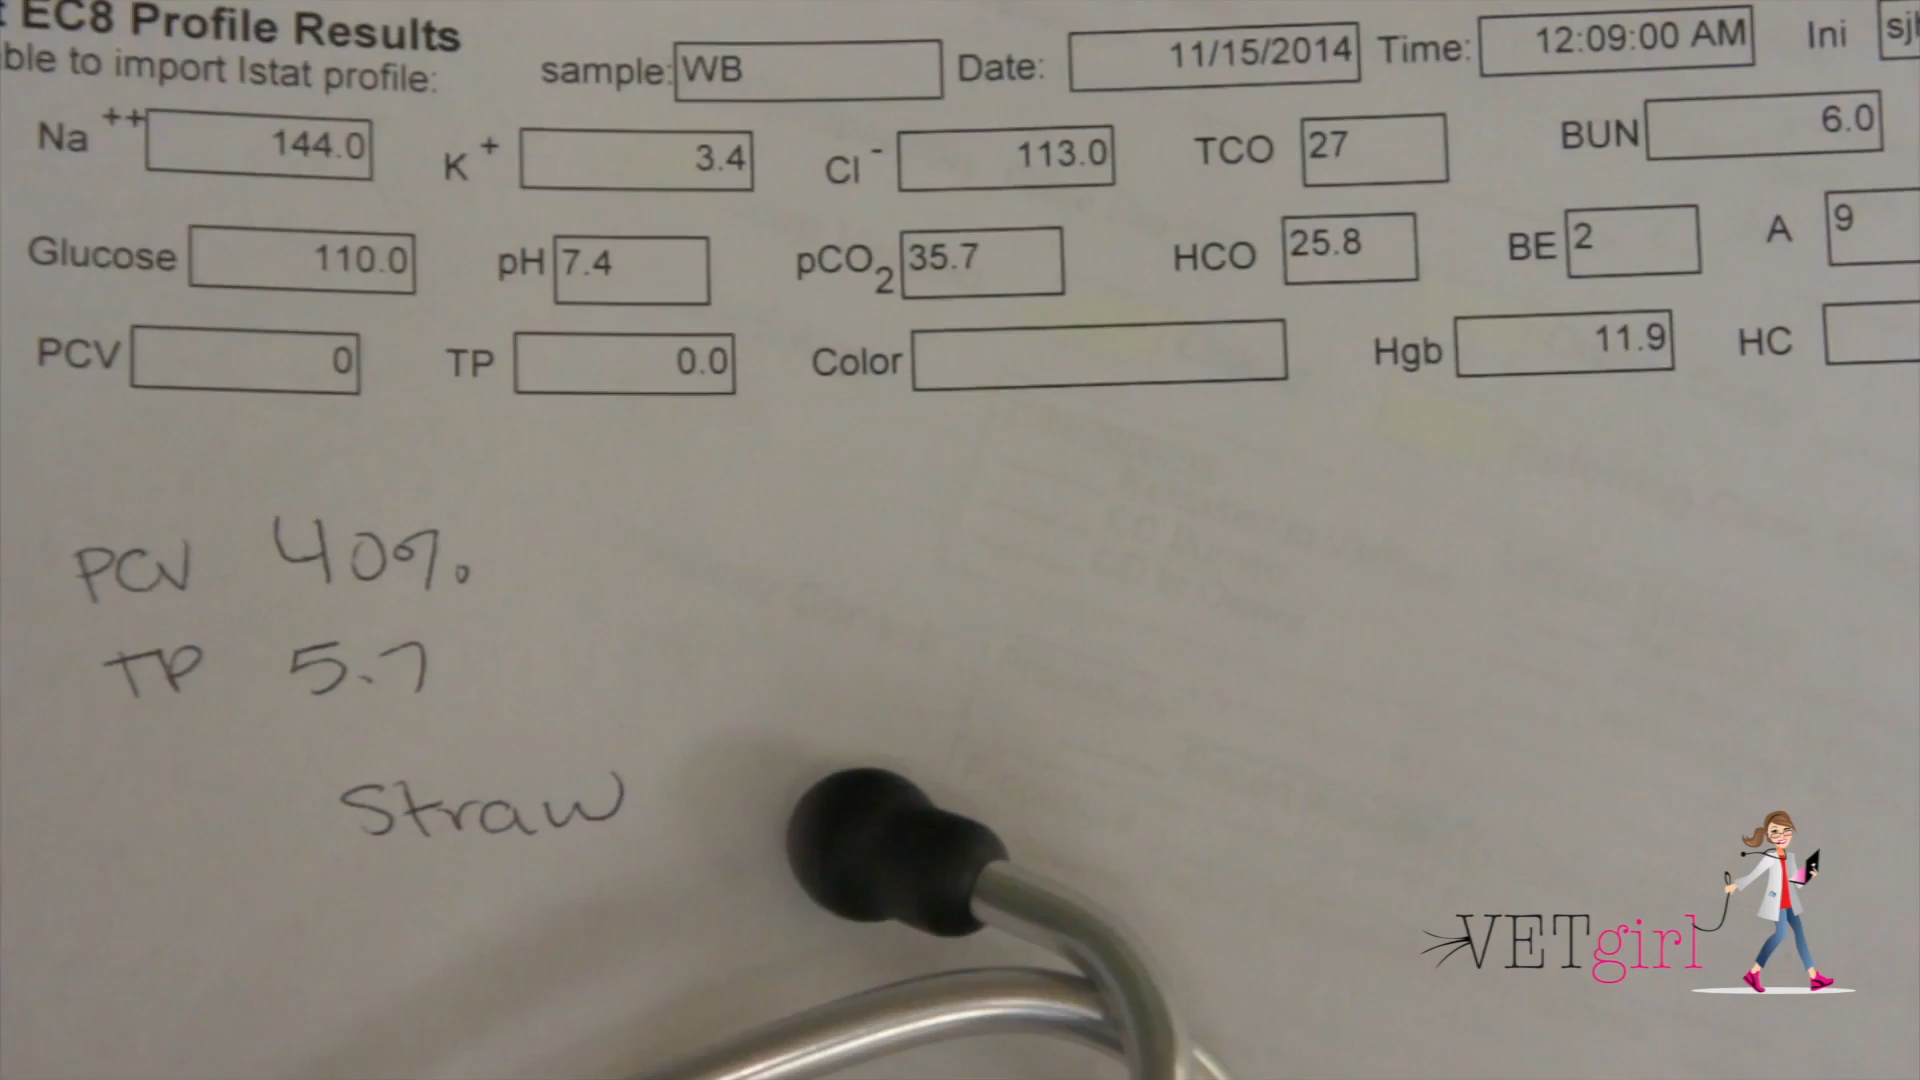 EC8 Profile Results
ble to import Istat profile: sample: WB Date: 11/15/2014 Time: 12:09:00 AM Ini
Na ++ 144.0 K + 3.4 Cl - 113.0 TCO 27 BUN 6.0
Glucose 110.0 pH 7.4 pCO2 35.7 HCO 25.8 BE 2 A 9
PCV 0 TP 0.0 Color Hgb 11.9 HC
PCV 40%
TP 5.7
Straw
VETgirl